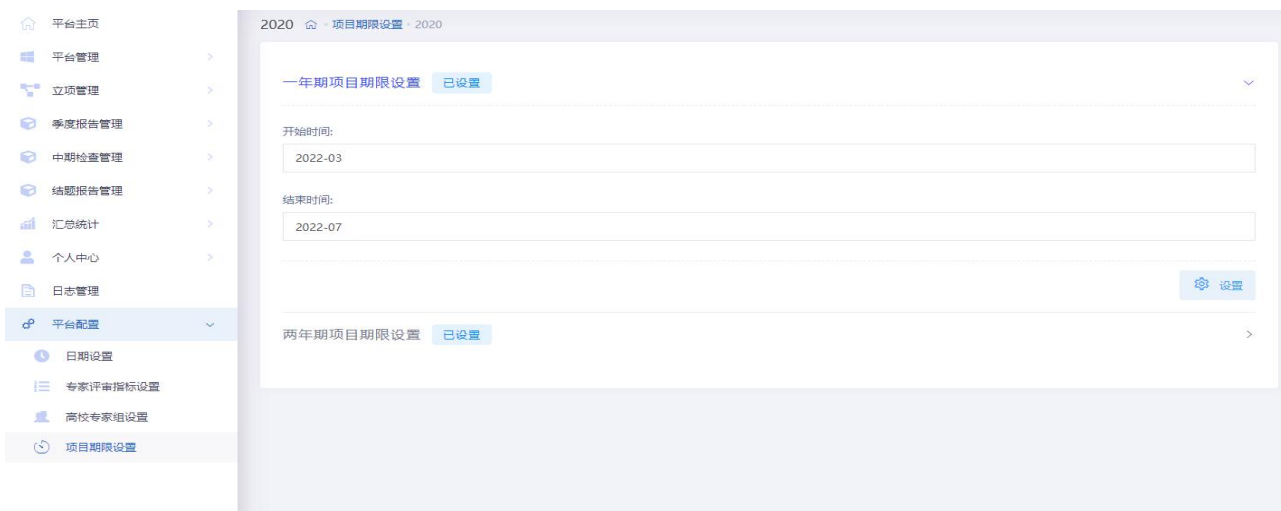 平台主页
平台管理
立项管理
季度报告管理
中期检查管理
结题报告管理
汇总统计
个人中心
日志管理
平台配置
日期设置
专家评审指标设置
高校专家组设置
项目期限设置
2020 - 项目期限设置 - 2020
一年期项目期限设置 已设置
开始时间:
2022-03
结束时间:
2022-07
设置
两年期项目期限设置 已设置